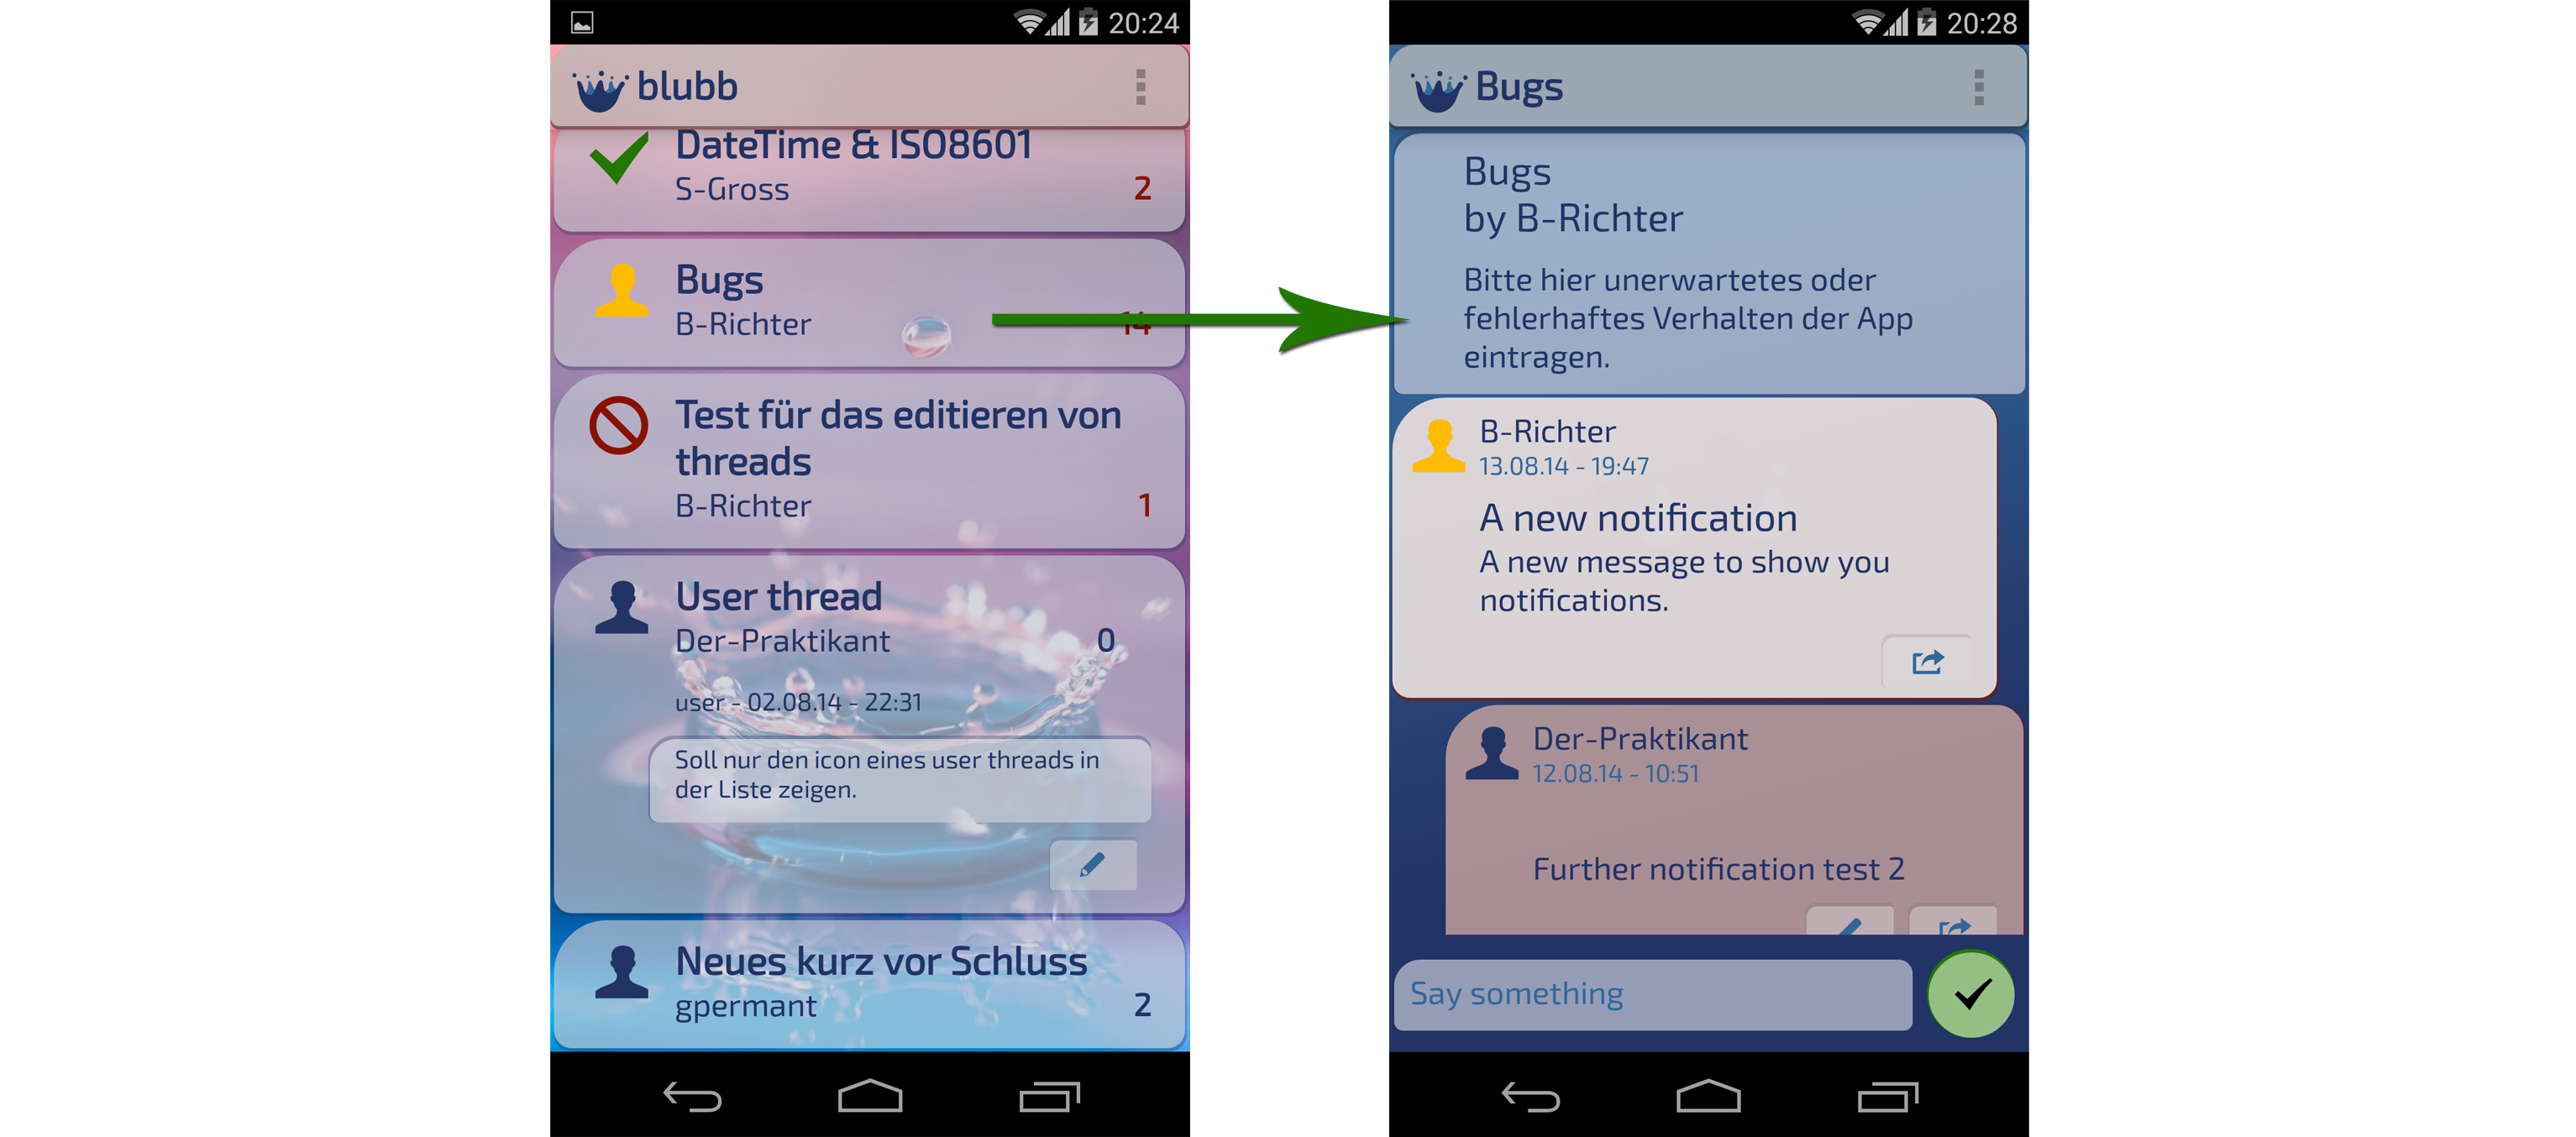 20:24
blubb
DateTime & ISO8601
S-Gross
2
Bugs
B-Richter
14
Test für das editieren von
threads
B-Richter
1
User thread
Der-Praktikant
0
user - 02.08.14 - 22:31
Soll nur den icon eines user threads in
der Liste zeigen.
Neues kurz vor Schluss
gpermant
2
20:28
Bugs
Bugs
by B-Richter
Bitte hier unerwartetes oder
fehlerhaftes Verhalten der App
eintragen.
B-Richter
13.08.14 - 19:47
A new notification
A new message to show you
notifications.
Der-Praktikant
12.08.14 - 10:51
Further notification test 2
Say something